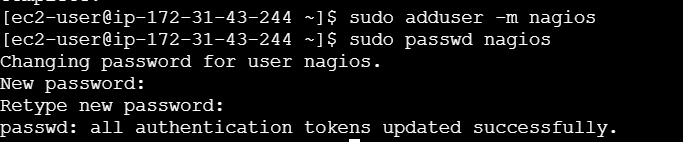 [ec2-user@ip-172-31-43-244 ~]$ sudo adduser -m nagios
[ec2-user@ip-172-31-43-244 ~]$ sudo passwd nagios
Changing password for user nagios.
New password:
Retype new password:
passwd: all authentication tokens updated successfully.